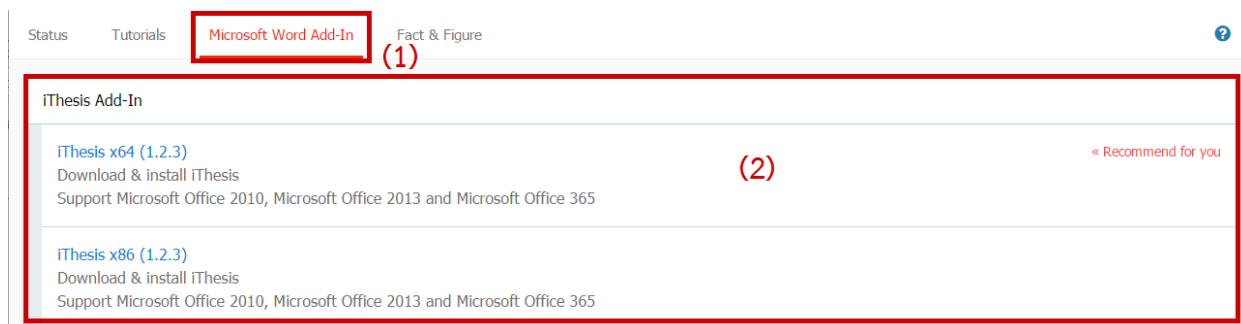 Status Tutorials Microsoft Word Add-In Fact & Figure ?
(1)
iThesis Add-In
iThesis x64 (1.2.3) « Recommend for you
Download & install iThesis (2)
Support Microsoft Office 2010, Microsoft Office 2013 and Microsoft Office 365
iThesis x86 (1.2.3)
Download & install iThesis
Support Microsoft Office 2010, Microsoft Office 2013 and Microsoft Office 365